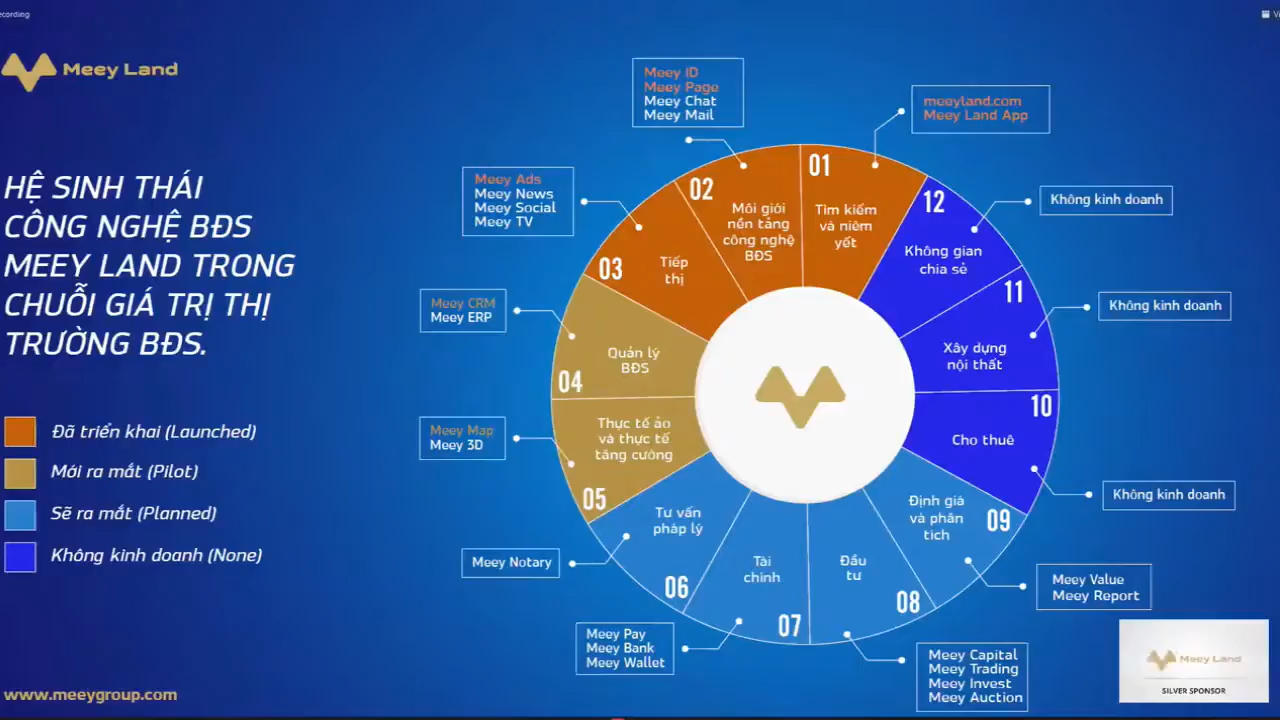 Meey Land
HỆ SINH THÁI
CÔNG NGHỆ BĐS
MEEY LAND TRONG
CHUỖI GIÁ TRỊ THỊ
TRƯỜNG BĐS.
Đã triển khai (Launched)
Mới ra mắt (Pilot)
Sẽ ra mắt (Planned)
Không kinh doanh (None)
www.meeygroup.com
meeyland.com
Meey Land App
01
Tìm kiếm
và niêm
yết
Meey ID
Meey Page
Meey Chat
Meey Mail
02
Môi giới
nền tảng
công nghệ
BĐS
Meey Ads
Meey News
Meey Social
Meey TV
03
Tiếp
thị
Meey CRM
Meey ERP
04
Quản lý
BĐS
Meey Map
Meey 3D
05
Thực tế ảo
và thực tế
tăng cường
Meey Notary
06
Tư vấn
pháp lý
Meey Pay
Meey Bank
Meey Wallet
07
Tài
chính
Meey Capital
Meey Trading
Meey Invest
Meey Auction
08
Đầu
tư
Meey Value
Meey Report
09
Định giá
và phân
tích
Không kinh doanh
10
Cho thuê
Không kinh doanh
11
Xây dựng
nội thất
Không kinh doanh
12
Không gian
chia sẻ
Meey Land
SILVER SPONSOR